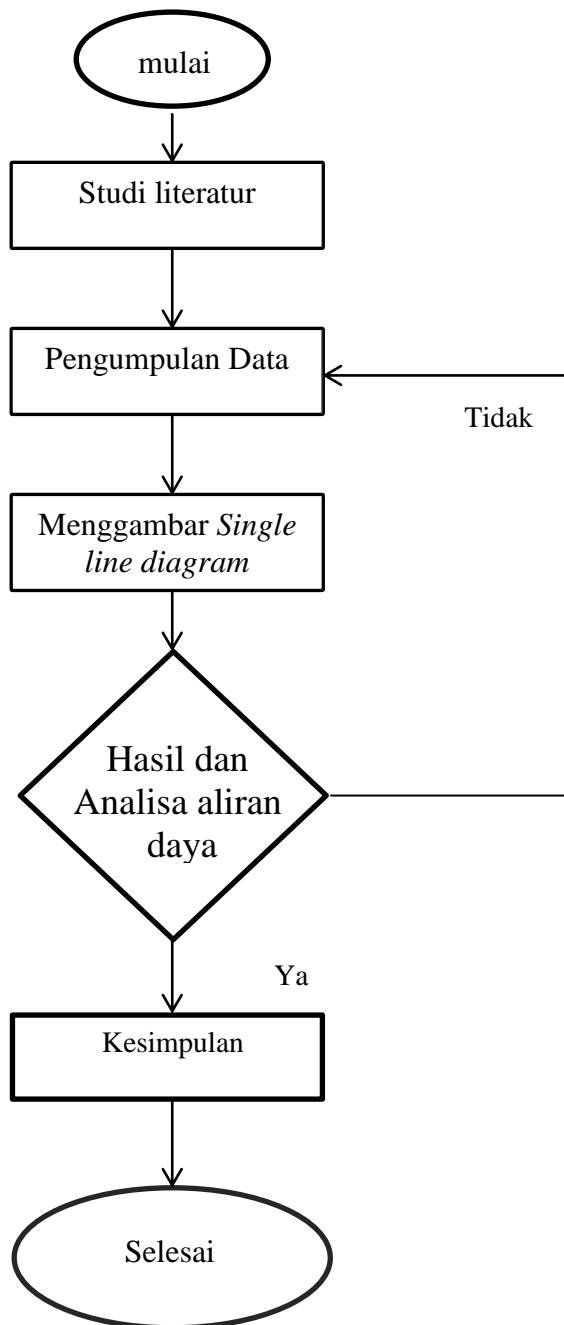 mulai
Studi literatur
Pengumpulan Data
Tidak
Menggambar Single
line diagram
Hasil dan
Analisa aliran
daya
Ya
Kesimpulan
Selesai